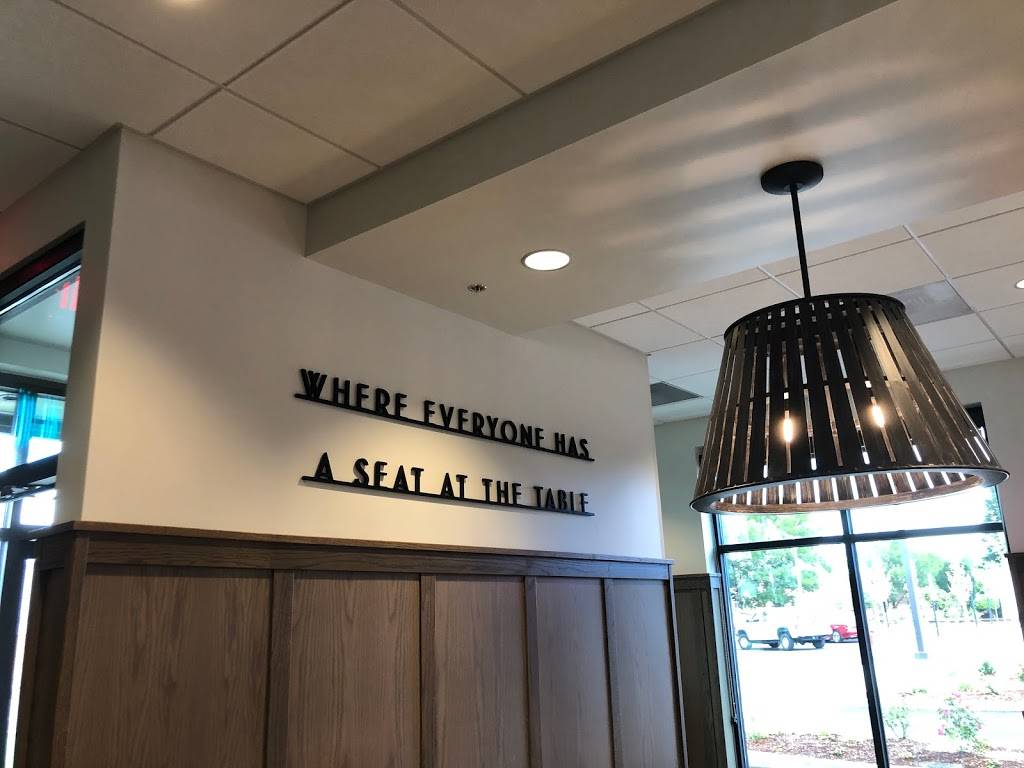 WHERE EVERYONE HAS
A SEAT AT THE TABLE